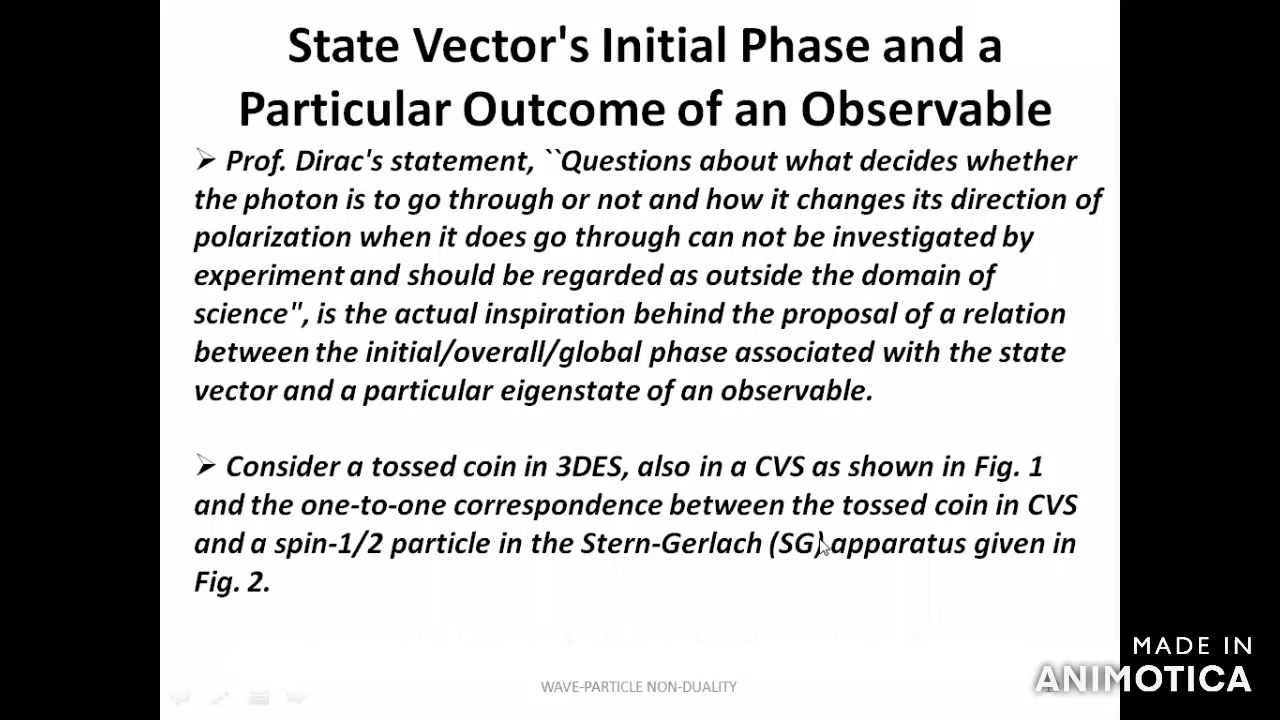 State Vector's Initial Phase and a
Particular Outcome of an Observable
➢ Prof. Dirac's statement, ``Questions about what decides whether
the photon is to go through or not and how it changes its direction of
polarization when it does go through can not be investigated by
experiment and should be regarded as outside the domain of
science", is the actual inspiration behind the proposal of a relation
between the initial/overall/global phase associated with the state
vector and a particular eigenstate of an observable.
➢ Consider a tossed coin in 3DES, also in a CVS as shown in Fig. 1
and the one-to-one correspondence between the tossed coin in CVS
and a spin-1/2 particle in the Stern-Gerlach (SG) apparatus given in
Fig. 2.
WAVE-PARTICLE NON-DUALITY
MADE IN
ANIMOTICA